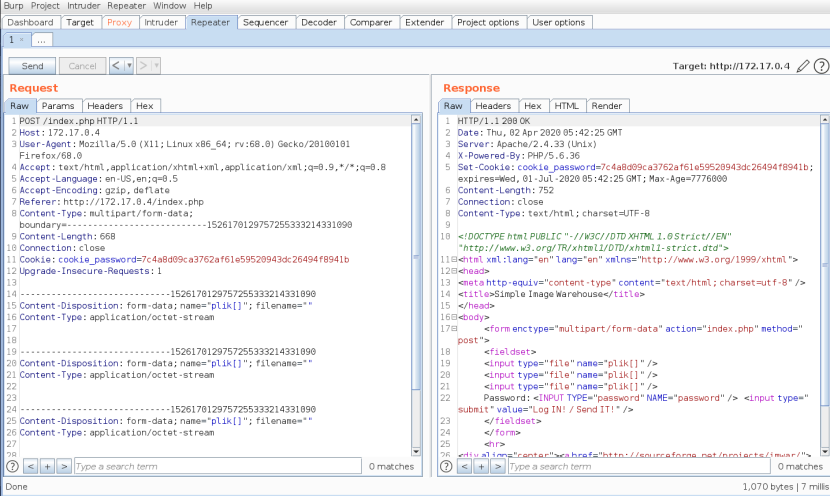 Burp Project Intruder Repeater Window Help
Dashboard Target Proxy Intruder Repeater Sequencer Decoder Comparer Extender Project options User options
1 × ...
Send Cancel < > Target: http://172.17.0.4 ?
Request
Raw Params Headers Hex
1 POST /index.php HTTP/1.1
2 Host: 172.17.0.4
3 User-Agent: Mozilla/5.0 (X11; Linux x86_64; rv:68.0) Gecko/20100101
Firefox/68.0
4 Accept: text/html,application/xhtml+xml,application/xml;q=0.9,*/*;q=0.8
5 Accept-Language: en-US,en;q=0.5
6 Accept-Encoding: gzip, deflate
7 Referer: http://172.17.0.4/index.php
8 Content-Type: multipart/form-data;
boundary=---------------------------1526170129757255333214331090
9 Content-Length: 668
10 Connection: close
11 Cookie: cookie_password=7c4a8d09ca3762af61e59520943dc26494f8941b
12 Upgrade-Insecure-Requests: 1
13
14 -----------------------------1526170129757255333214331090
15 Content-Disposition: form-data; name="plik[]"; filename=""
16 Content-Type: application/octet-stream
17
18
19 -----------------------------1526170129757255333214331090
20 Content-Disposition: form-data; name="plik[]"; filename=""
21 Content-Type: application/octet-stream
22
23
24 -----------------------------1526170129757255333214331090
25 Content-Disposition: form-data; name="plik[]"; filename=""
26 Content-Type: application/octet-stream
27
28
? < + > Type a search term 0 matches
Response
Raw Headers Hex HTML Render
1 HTTP/1.1 200 OK
2 Date: Thu, 02 Apr 2020 05:42:25 GMT
3 Server: Apache/2.4.33 (Unix)
4 X-Powered-By: PHP/5.6.36
5 Set-Cookie: cookie_password=7c4a8d09ca3762af61e59520943dc26494f8941b;
expires=Wed, 01-Jul-2020 05:42:25 GMT; Max-Age=7776000
6 Content-Length: 752
7 Connection: close
8 Content-Type: text/html; charset=UTF-8
9
10 <!DOCTYPE html PUBLIC "-//W3C//DTD XHTML 1.0 Strict//EN"
"http://www.w3.org/TR/xhtml1/DTD/xhtml1-strict.dtd">
11 <html xml:lang="en" lang="en" xmlns="http://www.w3.org/1999/xhtml">
12 <head>
13 <meta http-equiv="content-type" content="text/html; charset=utf-8" />
14 <title>Simple Image Warehouse</title>
15 </head>
16 <body>
17 <form enctype="multipart/form-data" action="index.php" method="
post">
18 <fieldset>
19 <input type="file" name="plik[]" />
20 <input type="file" name="plik[]" />
21 <input type="file" name="plik[]" />
22 Password: <INPUT TYPE="password" NAME="password" /> <input type="
submit" value="Log IN! / Send IT!" />
23 </fieldset>
24 </form>
25 <hr>
26 <div align="center"><a href="http://sourceforge.net/projects/imwar/">
? < + > Type a search term 0 matches
Done 1,070 bytes | 7 millis